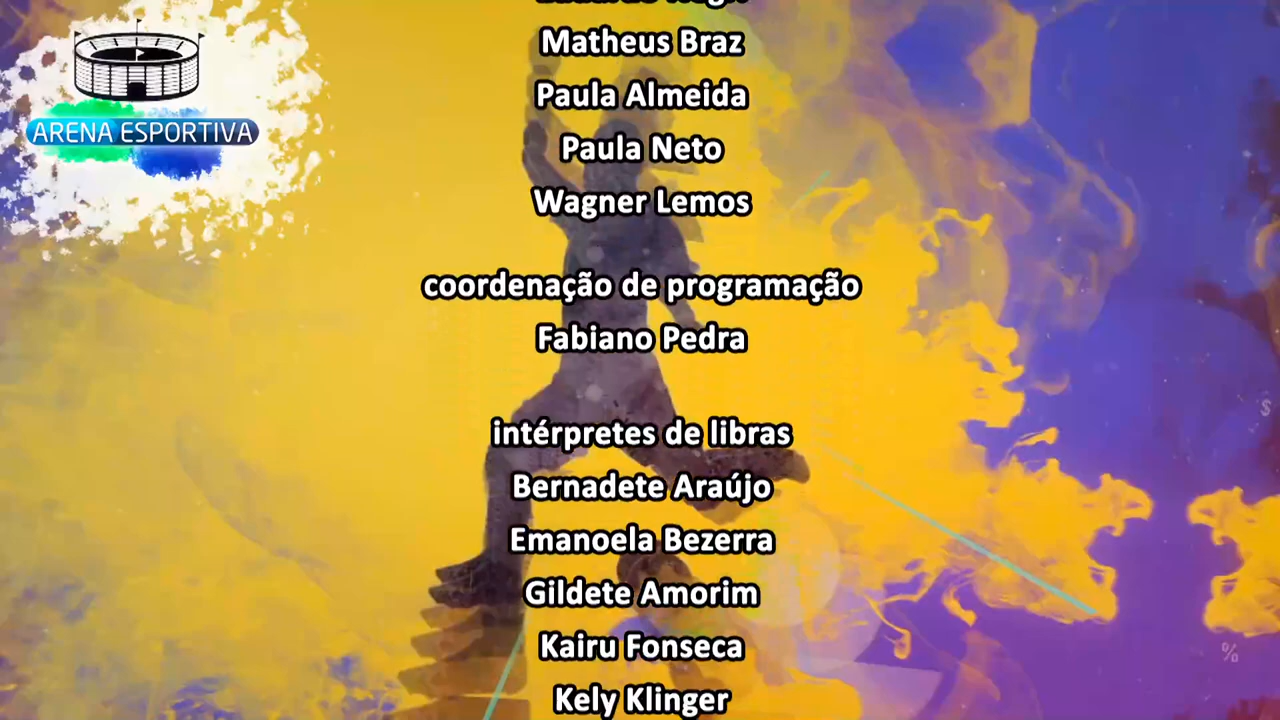 ARENA ESPORTIVA
Matheus Braz
Paula Almeida
Paula Neto
Wagner Lemos
coordenação de programação
Fabiano Pedra
intérpretes de libras
Bernadete Araújo
Emanoela Bezerra
Gildete Amorim
Kairu Fonseca
Kely Klinger
$
%